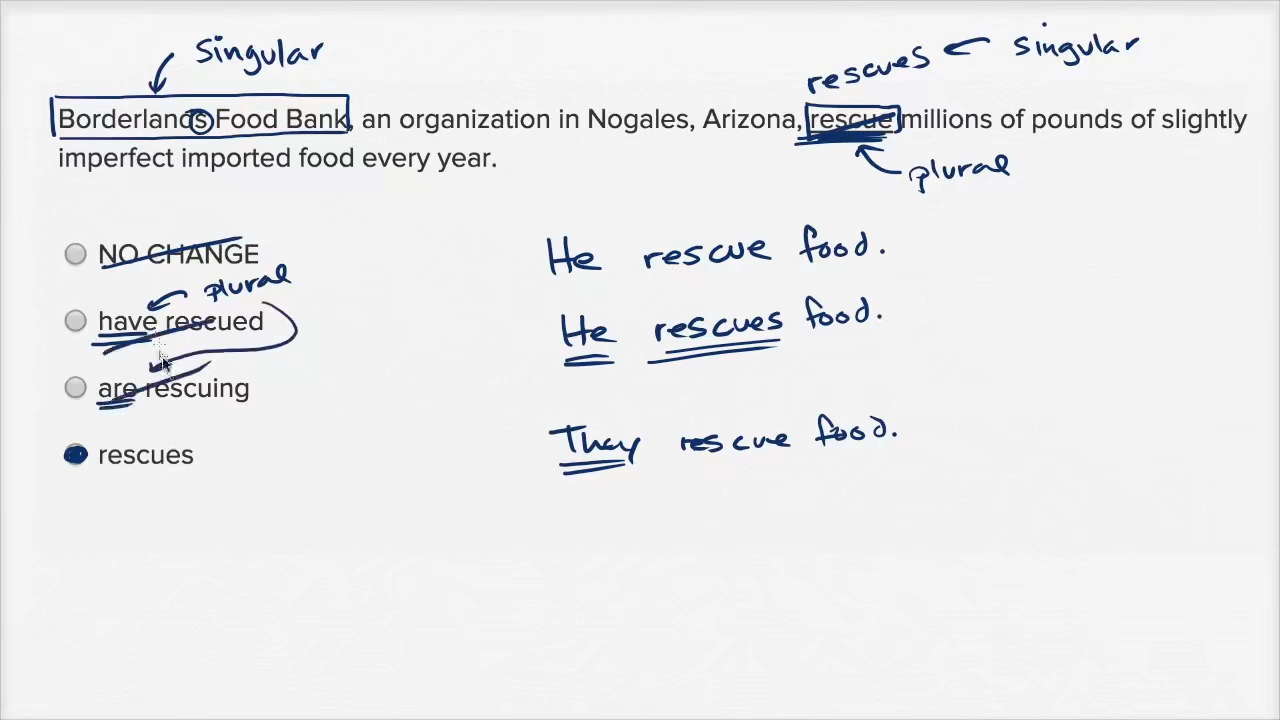 singular
rescues singular
Borderlands Food Bank, an organization in Nogales, Arizona, rescue millions of pounds of slightly
imperfect imported food every year.
plural
NO CHANGE
He rescue food.
plural
have rescued
He rescues food.
are rescuing
They rescue food.
rescues